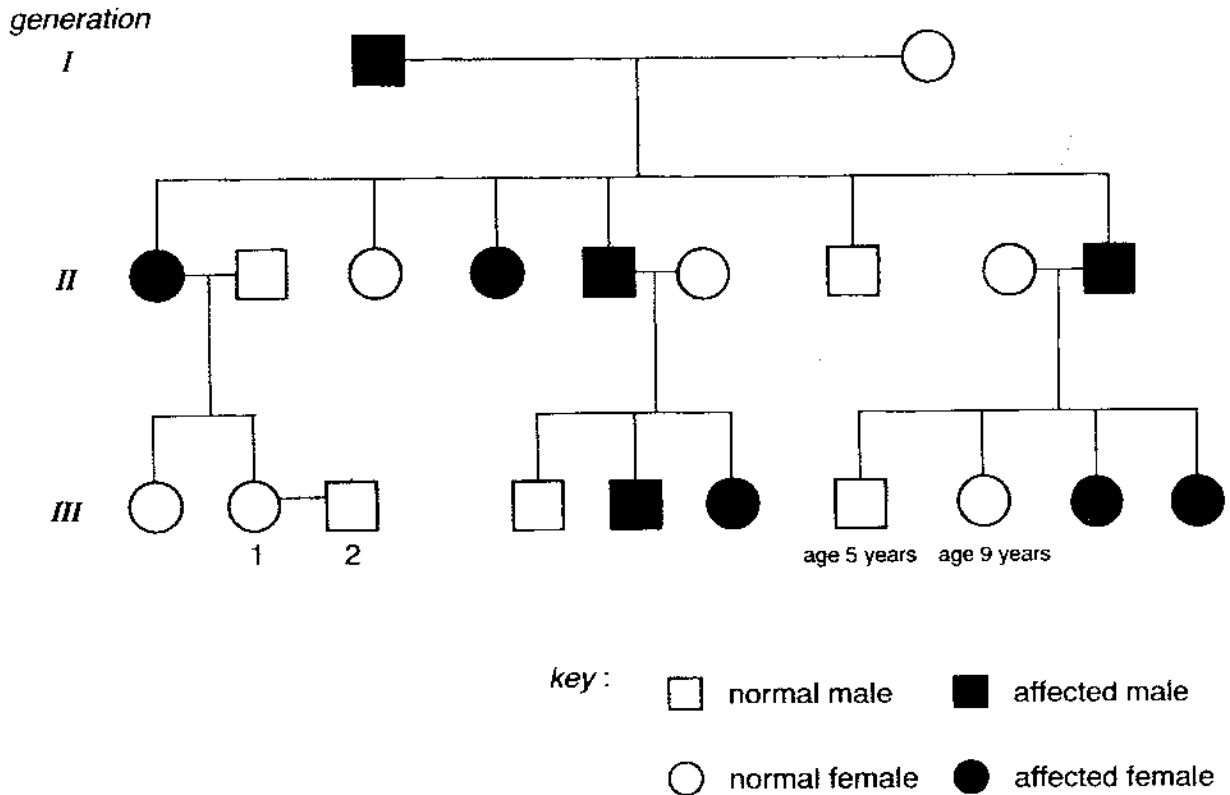 generation
I
II
III
1 2
age 5 years age 9 years
key :
normal male affected male
normal female affected female